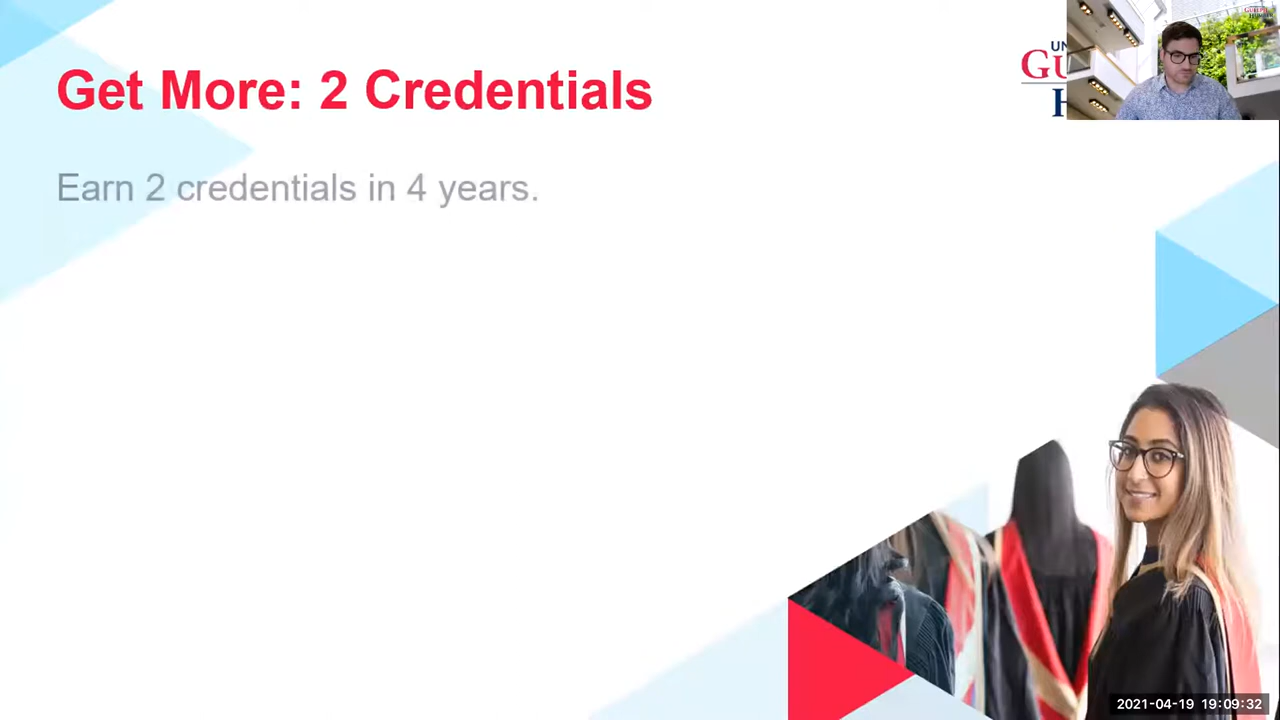 Get More: 2 Credentials
Earn 2 credentials in 4 years.
2021-04-19 19:09:32